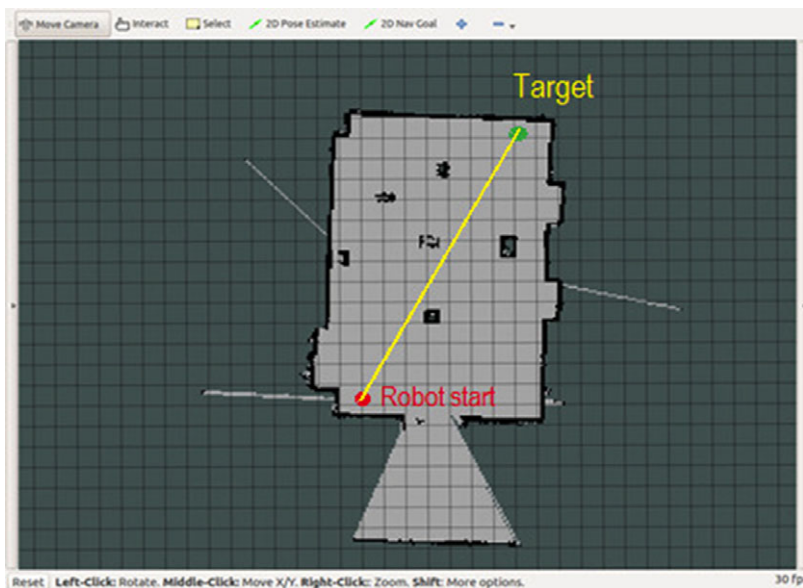 Move Camera Interact Select 2D Pose Estimate 2D Nav Goal
Target
Robot start
Reset Left-Click: Rotate. Middle-Click: Move X/Y. Right-Click:: Zoom. Shift: More options.
30 fp